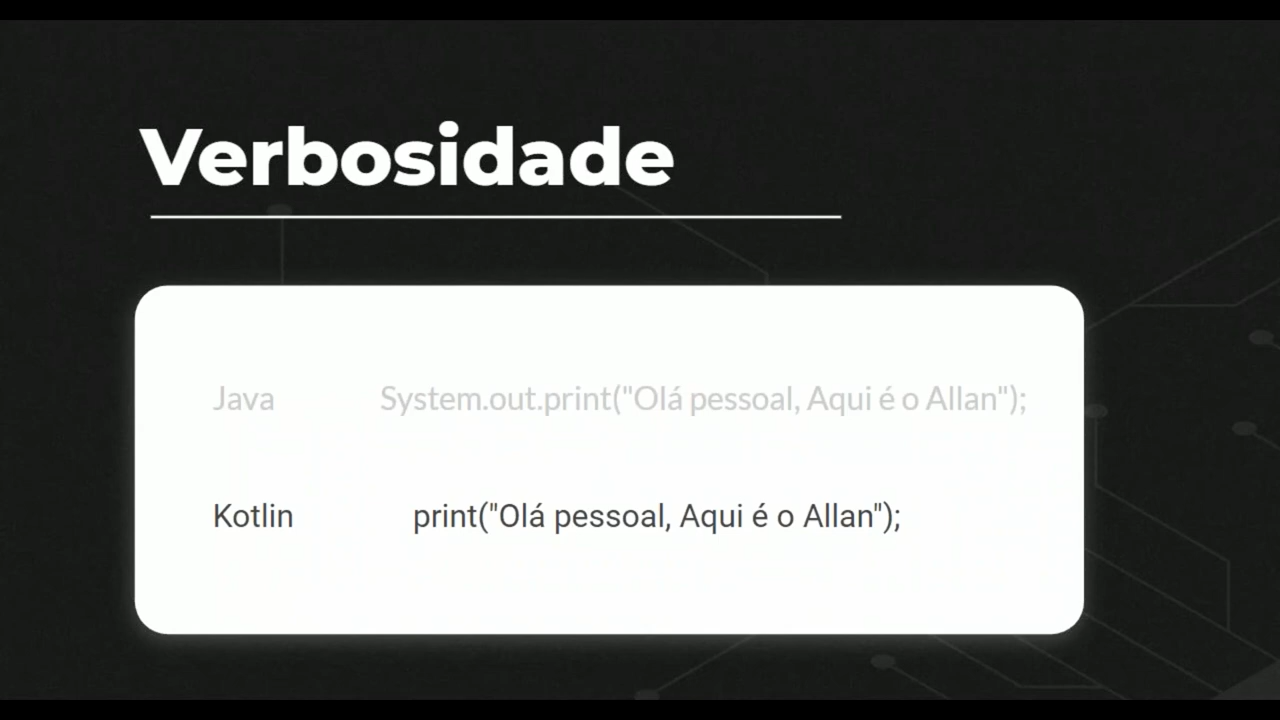 Verbosidade
Java System.out.print("Olá pessoal, Aqui é o Allan");
Kotlin print("Olá pessoal, Aqui é o Allan");